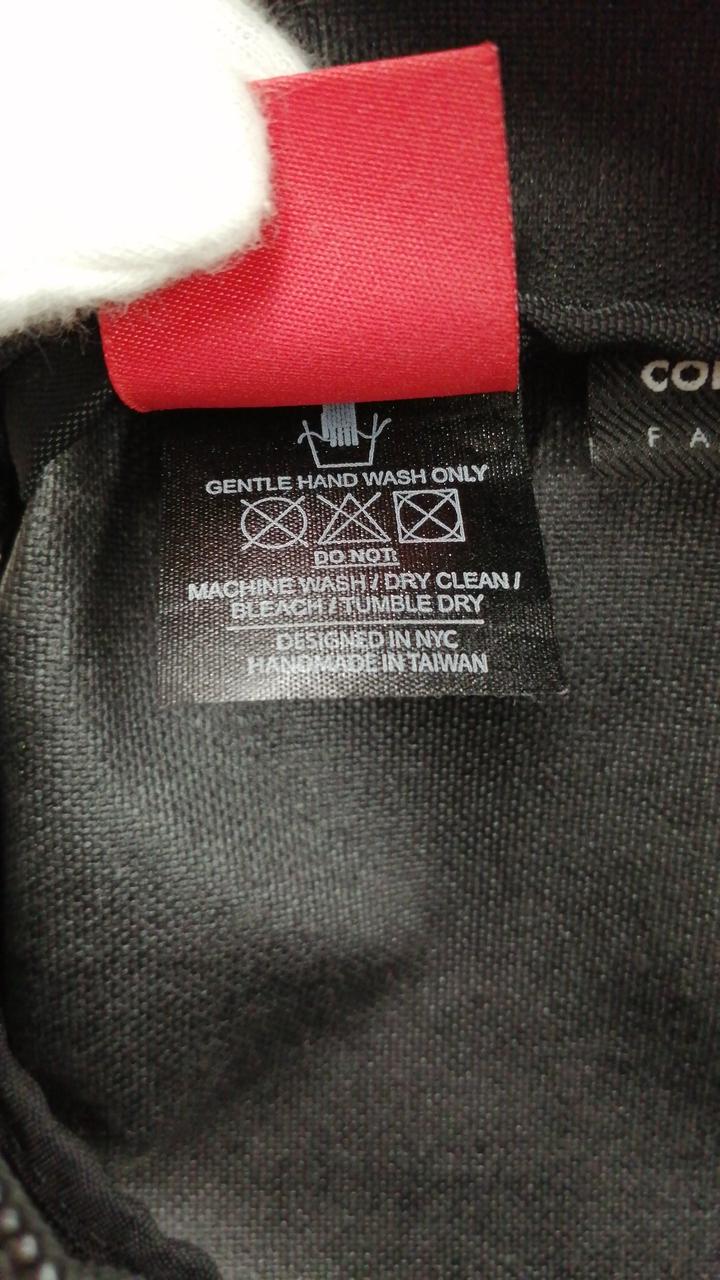 GENTLE HAND WASH ONLY
DO NOT:
MACHINE WASH / DRY CLEAN /
BLEACH / TUMBLE DRY
DESIGNED IN NYC
HANDMADE IN TAIWAN